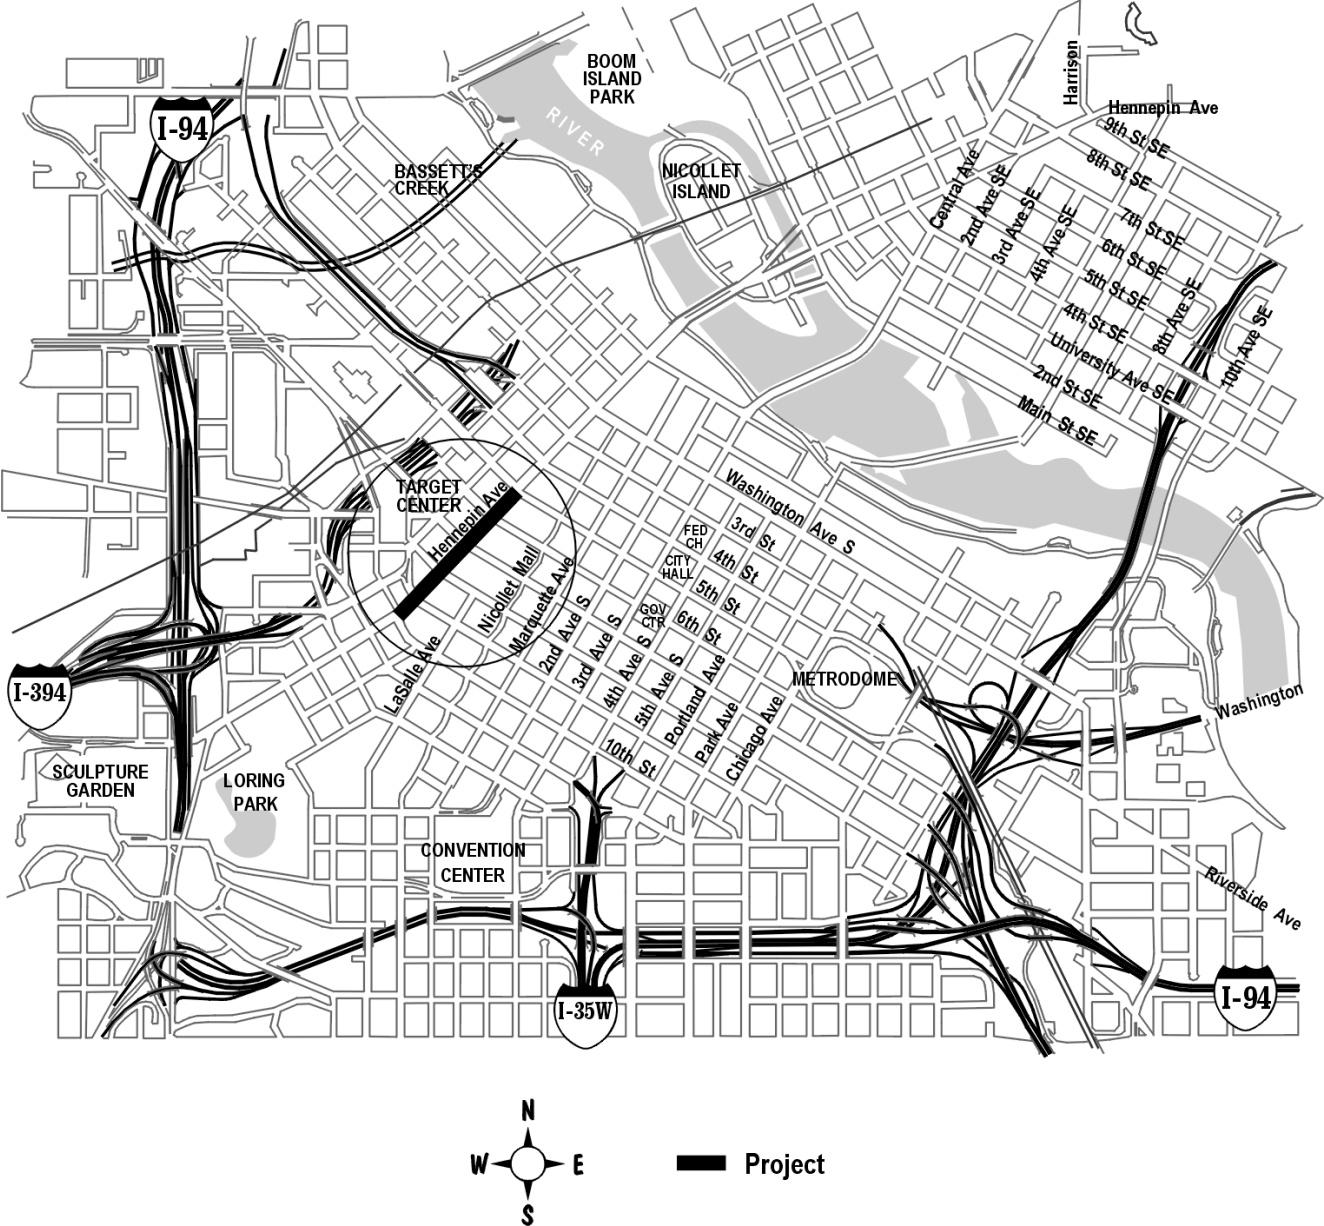 BOOM
ISLAND
PARK
Harrison
Hennepin Ave
I-94
RIVER
9th St SE
8th St SE
BASSETT'S
CREEK
NICOLLET
ISLAND
Central Ave
2nd Ave SE
3rd Ave SE
4th Ave SE
7th St SE
6th St SE
5th St SE
4th St SE
8th Ave SE
10th Ave SE
University Ave SE
2nd St SE
Main St SE
TARGET
CENTER
Hennepin Ave
Washington Ave S
FED
CH
3rd St
CITY
HALL
4th St
5th St
GOV
CTR
6th St
Nicollet Mall
Marquette Ave
2nd Ave S
3rd Ave S
4th Ave S
5th Ave S
Portland Ave
Park Ave
Chicago Ave
LaSalle Ave
METRODOME
I-394
Washington
10th St
SCULPTURE
GARDEN
LORING
PARK
CONVENTION
CENTER
Riverside Ave
I-35W
I-94
N
W E
S
Project